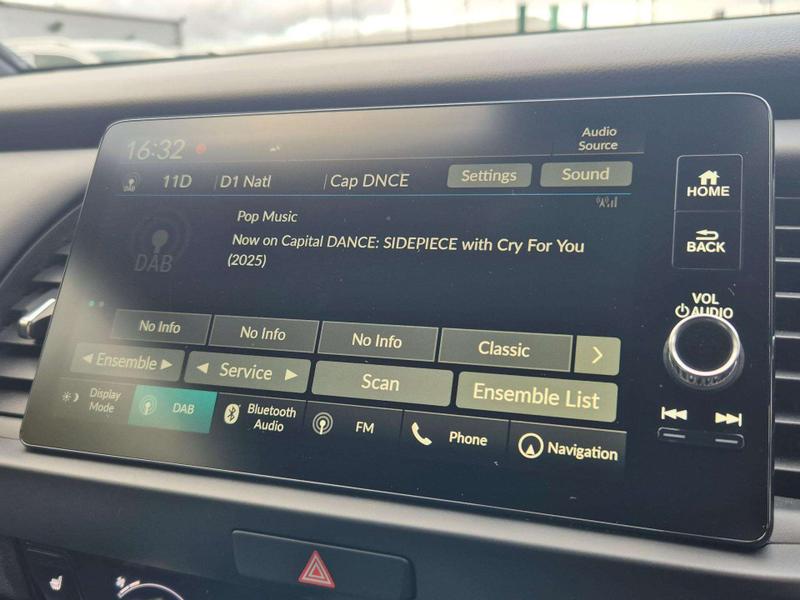 16:32
Audio
Source
DAB
11D
D1 Natl
Cap DNCE
Settings
Sound
Pop Music
Now on Capital DANCE: SIDEPIECE with Cry For You
(2025)
DAB
No Info
No Info
No Info
Classic
Ensemble
Service
Scan
Ensemble List
Display
Mode
DAB
Bluetooth
Audio
FM
Phone
Navigation
HOME
BACK
VOL
AUDIO